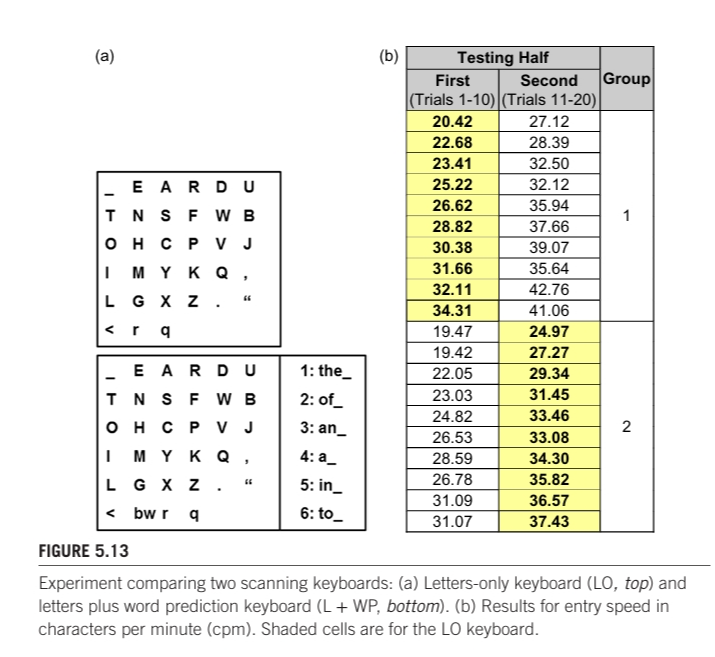 (a)
_ E A R D U
T N S F W B
O H C P V J
I M Y K Q ,
L G X Z . “
< r q
_ E A R D U 1: the_
T N S F W B 2: of_
O H C P V J 3: an_
I M Y K Q , 4: a_
L G X Z . “ 5: in_
< bw r q 6: to_
(b)
Testing Half Group
First Second
(Trials 1-10) (Trials 11-20)
20.42 27.12
22.68 28.39
23.41 32.50
25.22 32.12
26.62 35.94
1
28.82 37.66
30.38 39.07
31.66 35.64
32.11 42.76
34.31 41.06
19.47 24.97
19.42 27.27
22.05 29.34
23.03 31.45
24.82 33.46
2
26.53 33.08
28.59 34.30
26.78 35.82
31.09 36.57
31.07 37.43
FIGURE 5.13
Experiment comparing two scanning keyboards: (a) Letters-only keyboard (LO, top) and
letters plus word prediction keyboard (L + WP, bottom). (b) Results for entry speed in
characters per minute (cpm). Shaded cells are for the LO keyboard.